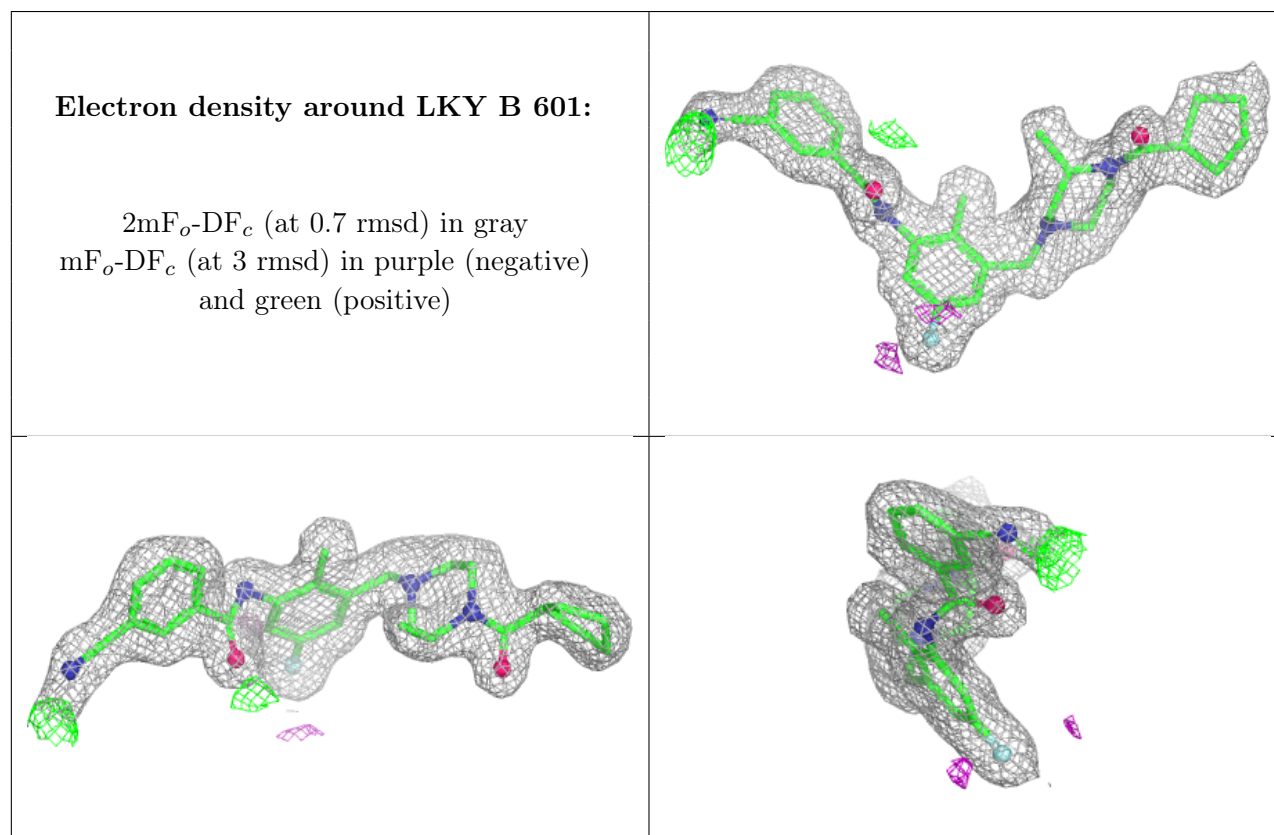 Electron density around LKY B 601:
2mFo-DFc (at 0.7 rmsd) in gray
mFo-DFc (at 3 rmsd) in purple (negative)
and green (positive)